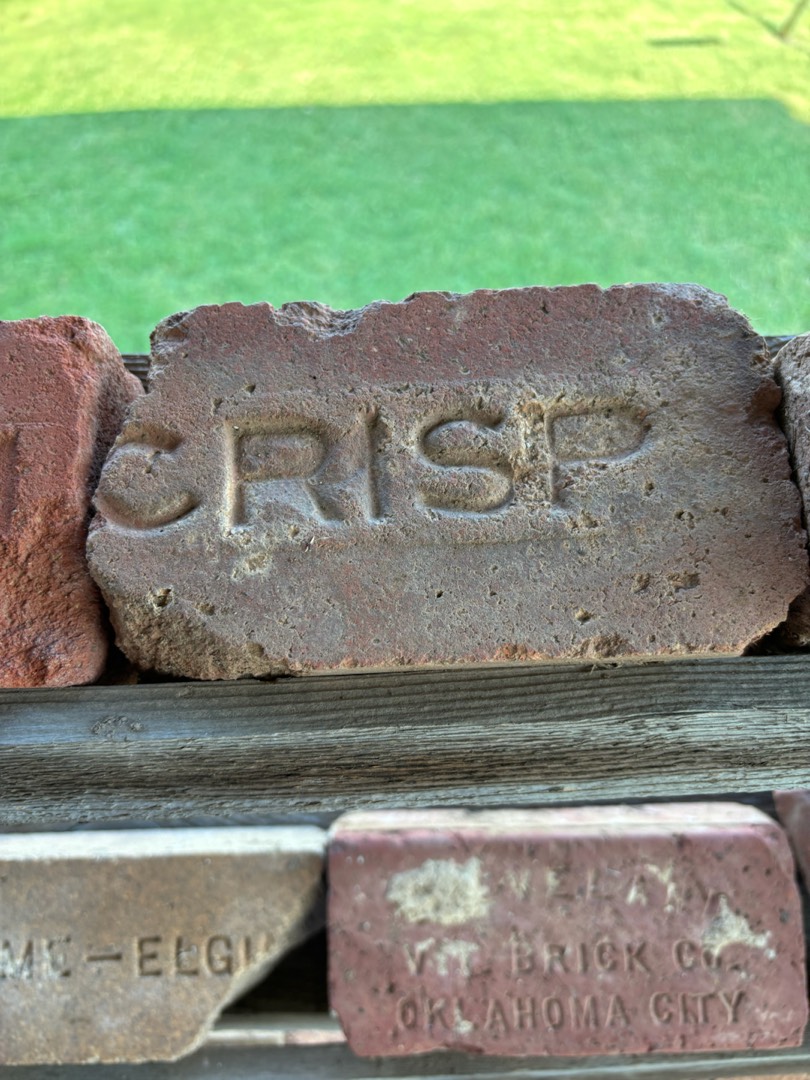 CRISP
ME-ELGI
VIT. BRICK CO.
OKLAHOMA CITY